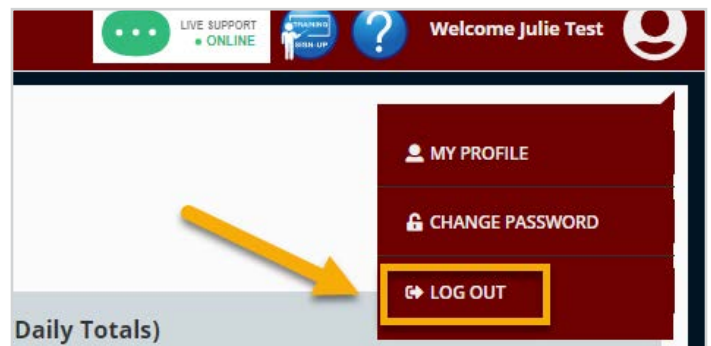 LIVE SUPPORT
• ONLINE
TRAINING
SIGN-UP
?
Welcome Julie Test
MY PROFILE
CHANGE PASSWORD
LOG OUT
Daily Totals)